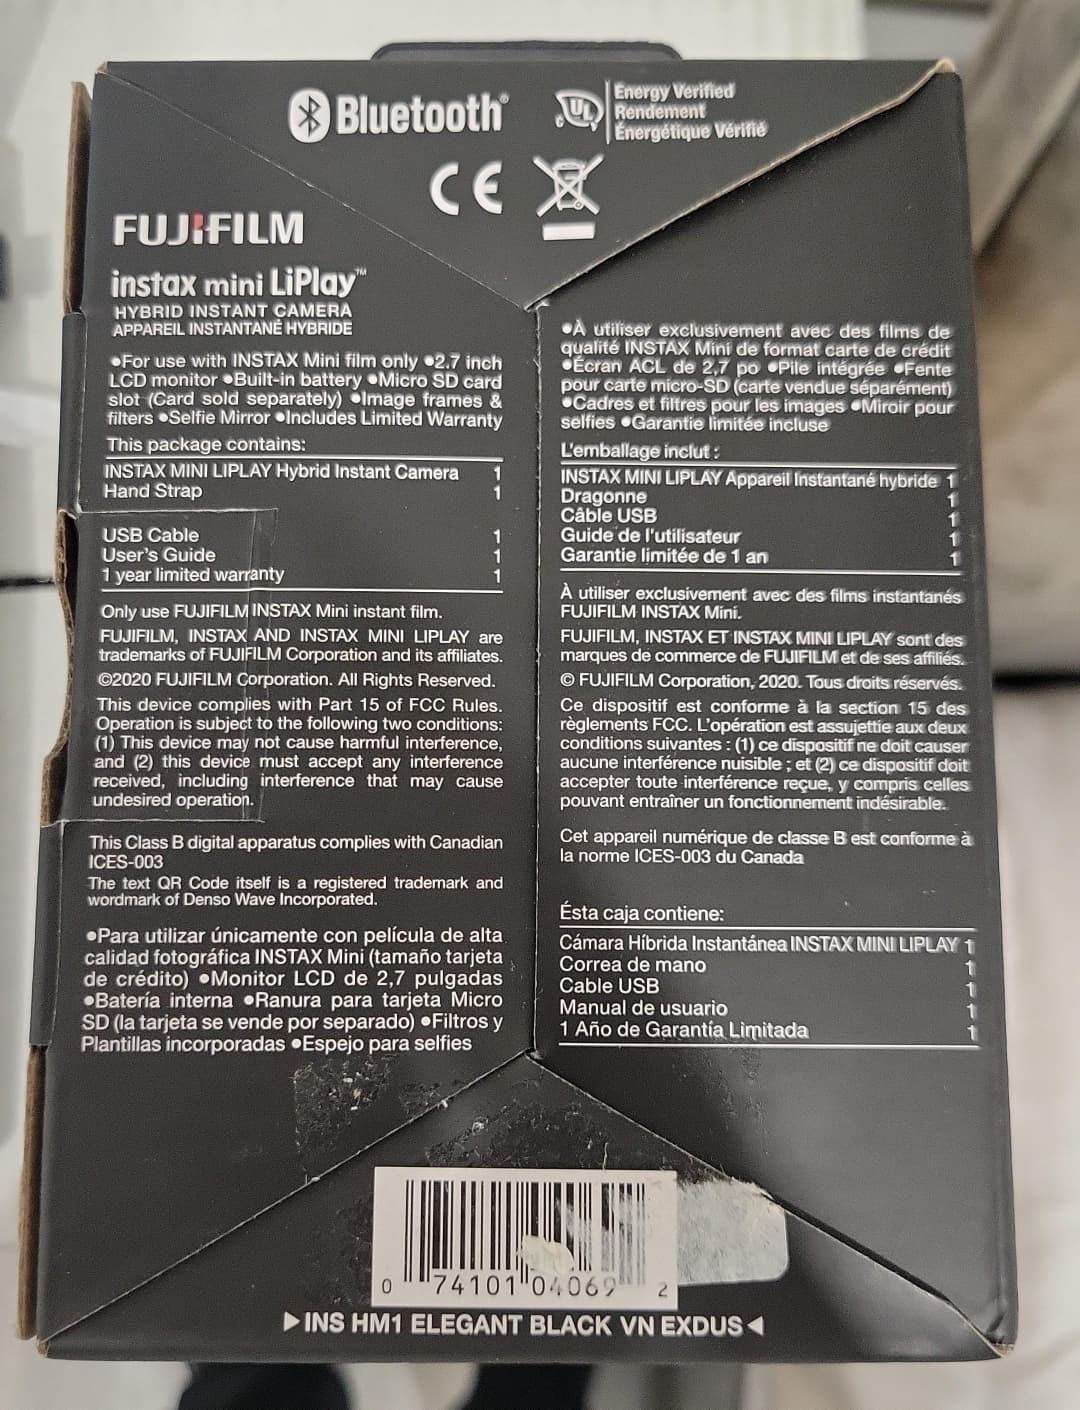 Bluetooth®
UL
Energy Verified
Rendement
Énergétique Vérifié
CE
FUJIFILM
instax mini LiPlay™
HYBRID INSTANT CAMERA
APPAREIL INSTANTANÉ HYBRIDE
●For use with INSTAX Mini film only ●2.7 inch
LCD monitor ●Built-in battery ●Micro SD card
slot (Card sold separately) ●Image frames &
filters ●Selfie Mirror ●Includes Limited Warranty
This package contains:
INSTAX MINI LIPLAY Hybrid Instant Camera 1
Hand Strap 1
USB Cable 1
User's Guide 1
1 year limited warranty 1
Only use FUJIFILM INSTAX Mini instant film.
FUJIFILM, INSTAX AND INSTAX MINI LIPLAY are
trademarks of FUJIFILM Corporation and its affiliates.
©2020 FUJIFILM Corporation. All Rights Reserved.
This device complies with Part 15 of FCC Rules.
Operation is subject to the following two conditions:
(1) This device may not cause harmful interference,
and (2) this device must accept any interference
received, including interference that may cause
undesired operation.
This Class B digital apparatus complies with Canadian
ICES-003
The text QR Code itself is a registered trademark and
wordmark of Denso Wave Incorporated.
●Para utilizar únicamente con película de alta
calidad fotográfica INSTAX Mini (tamaño tarjeta
de crédito) ●Monitor LCD de 2,7 pulgadas
●Batería interna ●Ranura para tarjeta Micro
SD (la tarjeta se vende por separado) ●Filtros y
Plantillas incorporadas ●Espejo para selfies
●À utiliser exclusivement avec des films de
qualité INSTAX Mini de format carte de crédit
●Écran ACL de 2,7 po ●Pile intégrée ●Fente
pour carte micro-SD (carte vendue séparément)
●Cadres et filtres pour les images ●Miroir pour
selfies ●Garantie limitée incluse
L'emballage inclut :
INSTAX MINI LIPLAY Appareil Instantané hybride 1
Dragonne 1
Câble USB 1
Guide de l'utilisateur 1
Garantie limitée de 1 an 1
À utiliser exclusivement avec des films instantanés
FUJIFILM INSTAX Mini.
FUJIFILM, INSTAX ET INSTAX MINI LIPLAY sont des
marques de commerce de FUJIFILM et de ses affiliés.
© FUJIFILM Corporation, 2020. Tous droits réservés.
Ce dispositif est conforme à la section 15 des
règlements FCC. L'opération est assujettie aux deux
conditions suivantes : (1) ce dispositif ne doit causer
aucune interférence nuisible ; et (2) ce dispositif doit
accepter toute interférence reçue, y compris celles
pouvant entraîner un fonctionnement indésirable.
Cet appareil numérique de classe B est conforme à
la norme ICES-003 du Canada
Ésta caja contiene:
Cámara Híbrida Instantánea INSTAX MINI LIPLAY 1
Correa de mano 1
Cable USB 1
Manual de usuario 1
1 Año de Garantía Limitada 1
0 74101 04069 2
▶INS HM1 ELEGANT BLACK VN EXDUS◀